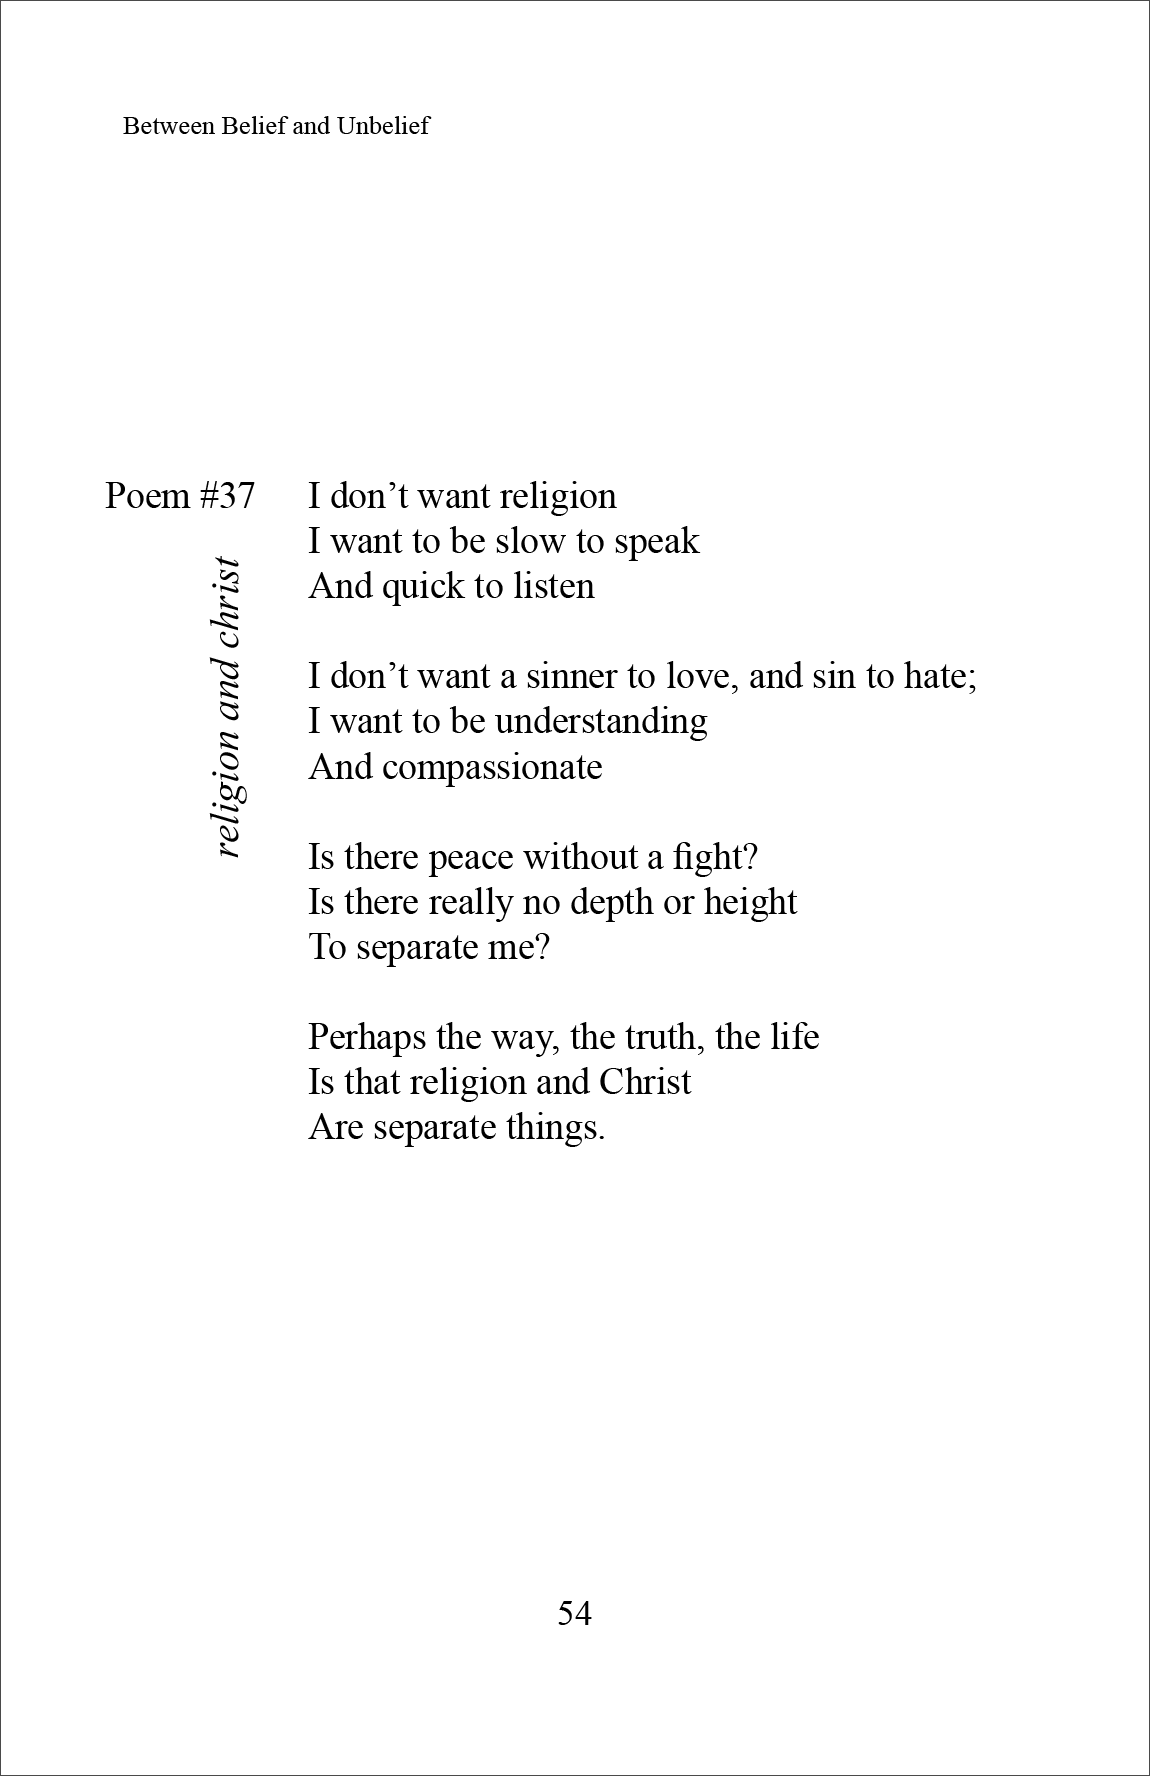 Between Belief and Unbelief
Poem #37
religion and christ
I don’t want religion
I want to be slow to speak
And quick to listen
I don’t want a sinner to love, and sin to hate;
I want to be understanding
And compassionate
Is there peace without a fight?
Is there really no depth or height
To separate me?
Perhaps the way, the truth, the life
Is that religion and Christ
Are separate things.
54